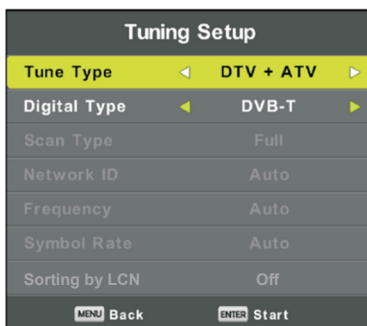 Tuning Setup
Tune Type DTV + ATV
Digital Type DVB-T
Scan Type Full
Network ID Auto
Frequency Auto
Symbol Rate Auto
Sorting by LCN Off
MENU Back ENTER Start